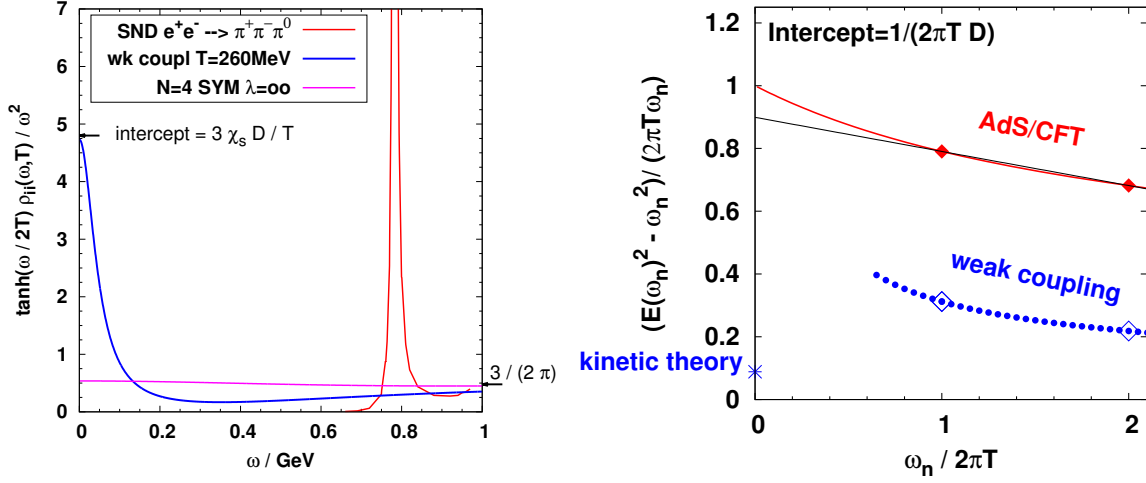 7
6
5
4
3
2
1
0
tanh(ω / 2T) ρii(ω,T) / ω²
SND e⁺e⁻ --> π⁺π⁻π⁰
wk coupl T=260MeV
N=4 SYM λ=oo
intercept = 3 χₛ D / T
3 / (2 π)
0
0.2
0.4
0.6
0.8
1
ω / GeV
1.2
1
0.8
0.6
0.4
0.2
0
(E(ωₙ)² - ωₙ²)/ (2πTωₙ)
Intercept=1/(2πT D)
AdS/CFT
weak coupling
kinetic theory
0
1
2
ωₙ / 2πT